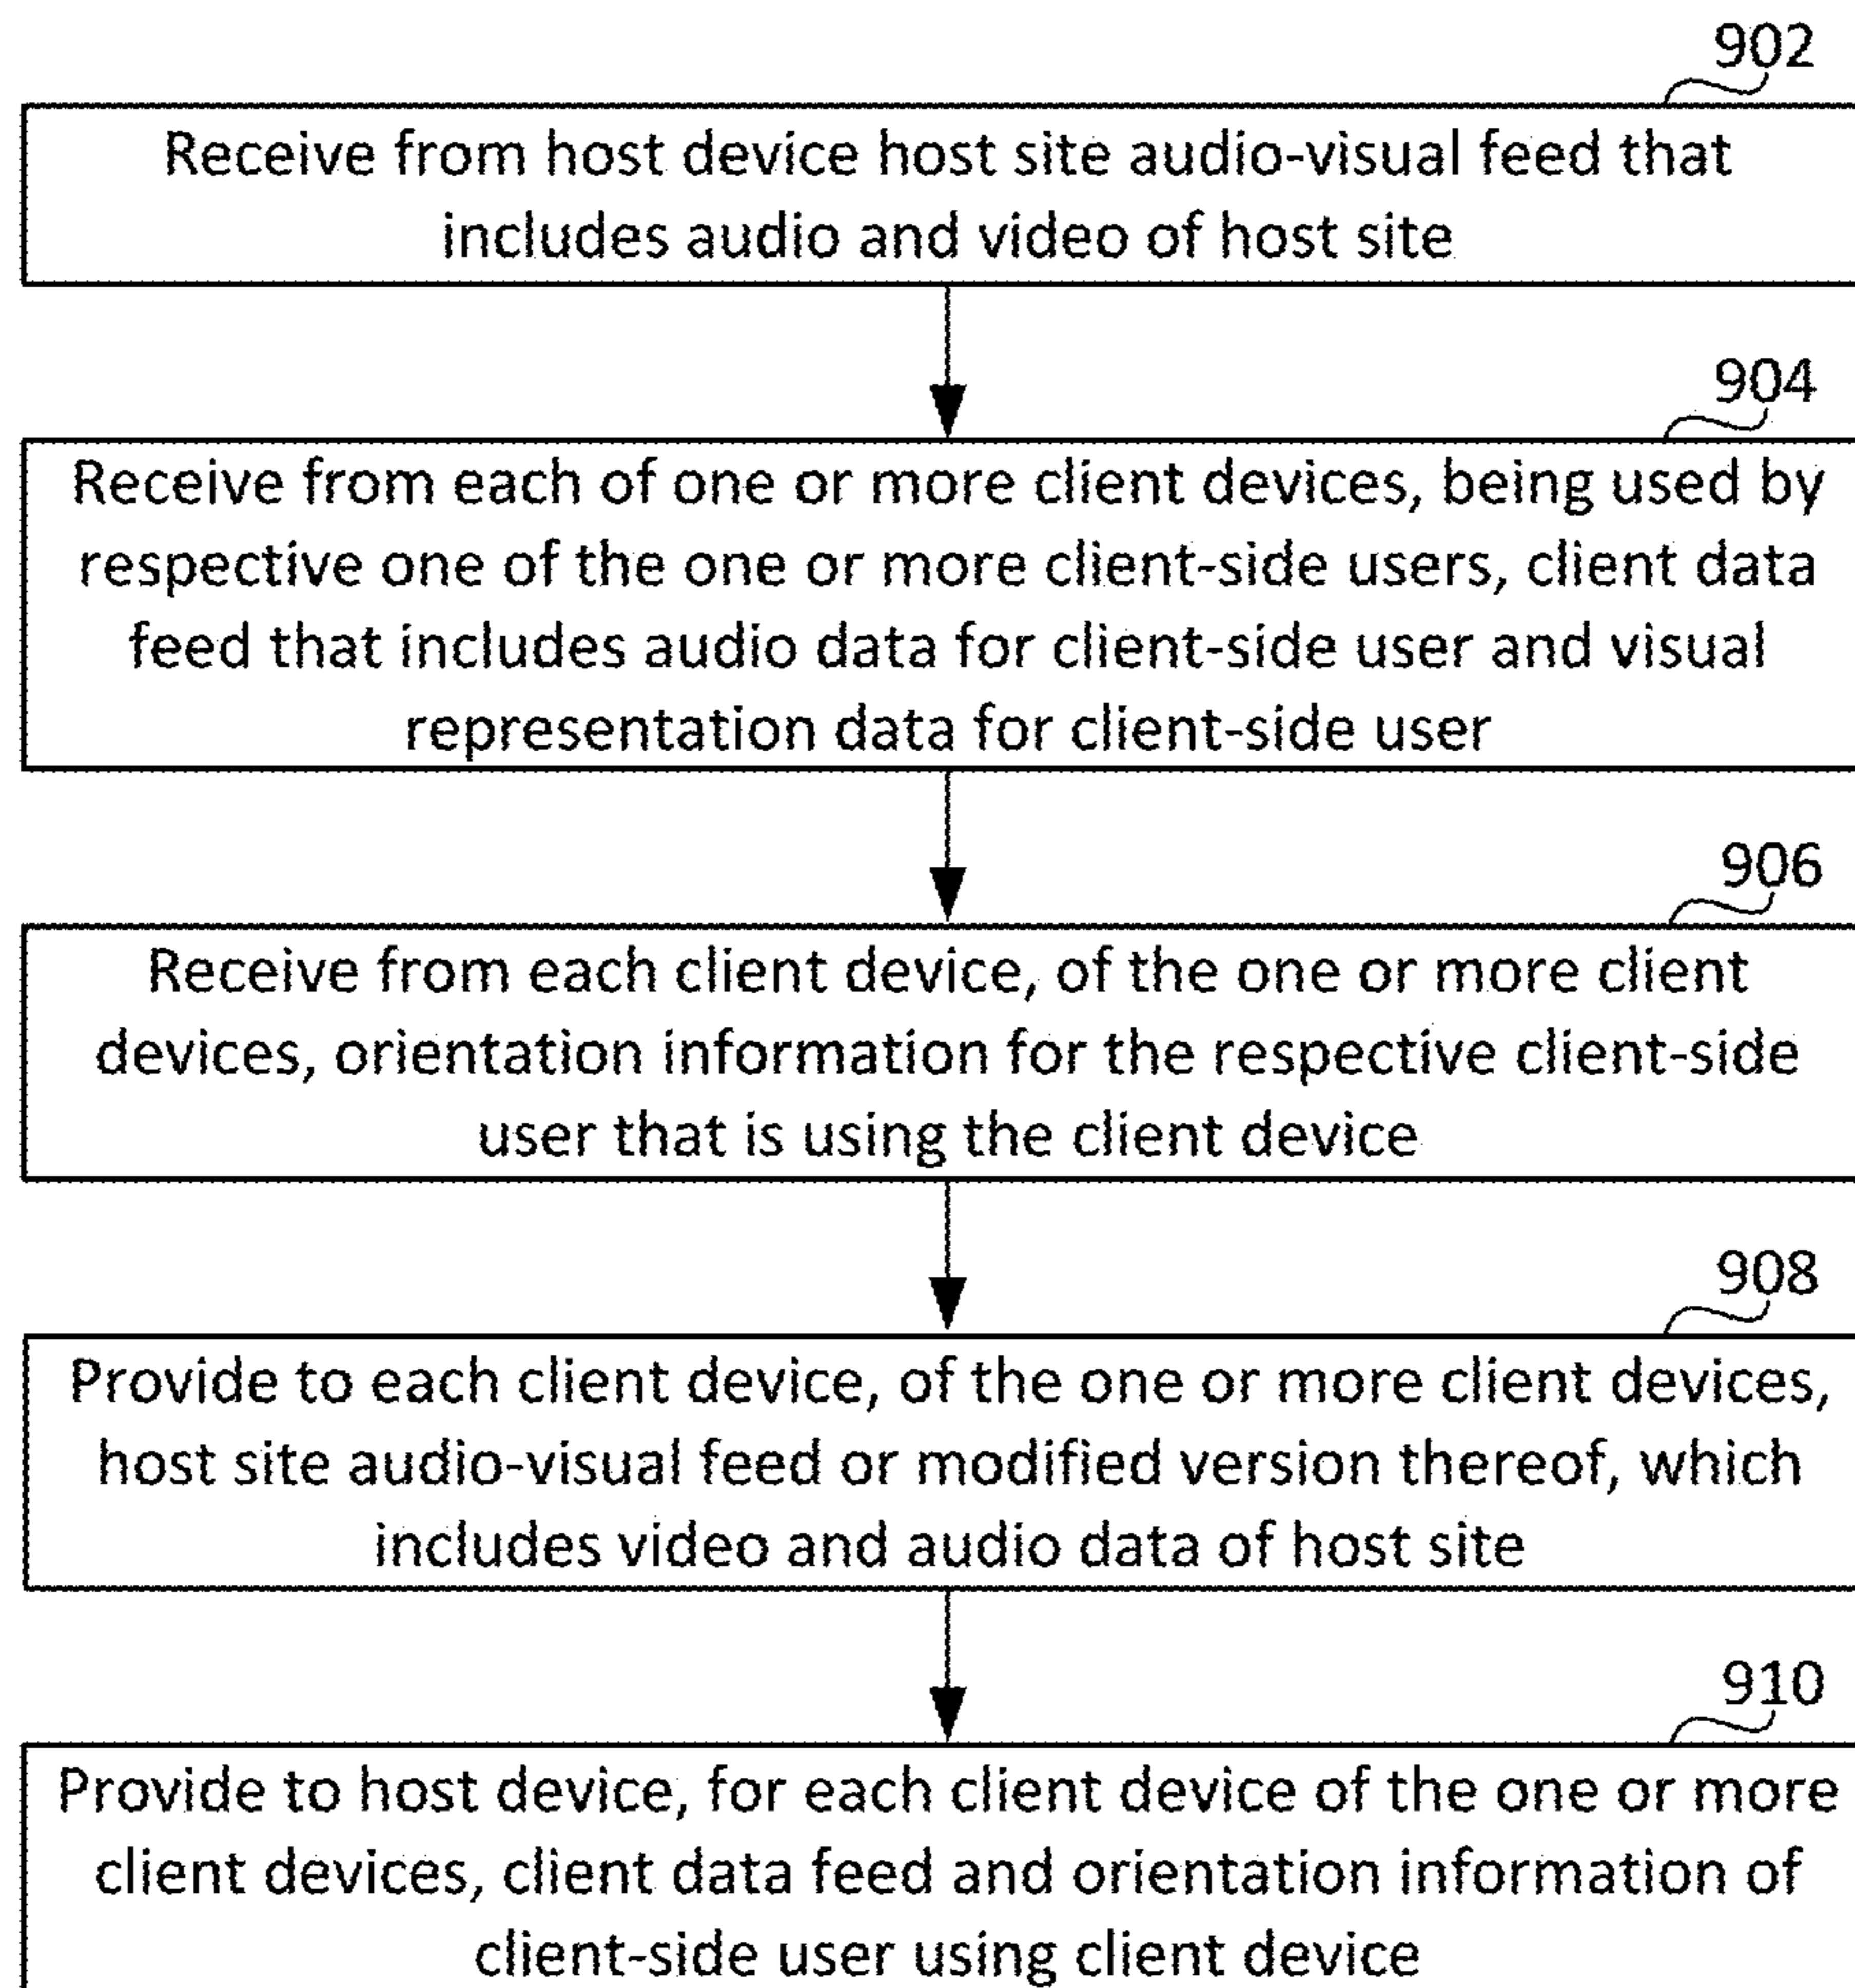 902
Receive from host device host site audio-visual feed that
includes audio and video of host site
904
Receive from each of one or more client devices, being used by
respective one of the one or more client-side users, client data
feed that includes audio data for client-side user and visual
representation data for client-side user
906
Receive from each client device, of the one or more client
devices, orientation information for the respective client-side
user that is using the client device
908
Provide to each client device, of the one or more client devices,
host site audio-visual feed or modified version thereof, which
includes video and audio data of host site
910
Provide to host device, for each client device of the one or more
client devices, client data feed and orientation information of
client-side user using client device